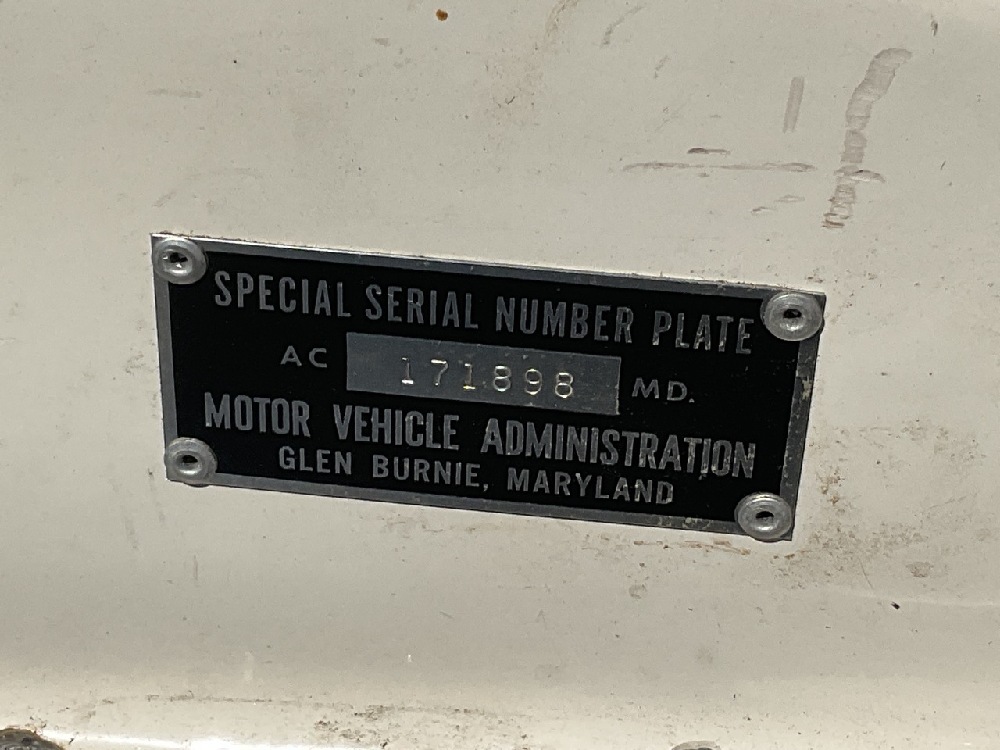 SPECIAL SERIAL NUMBER PLATE
AC 171898 MD.
MOTOR VEHICLE ADMINISTRATION
GLEN BURNIE, MARYLAND